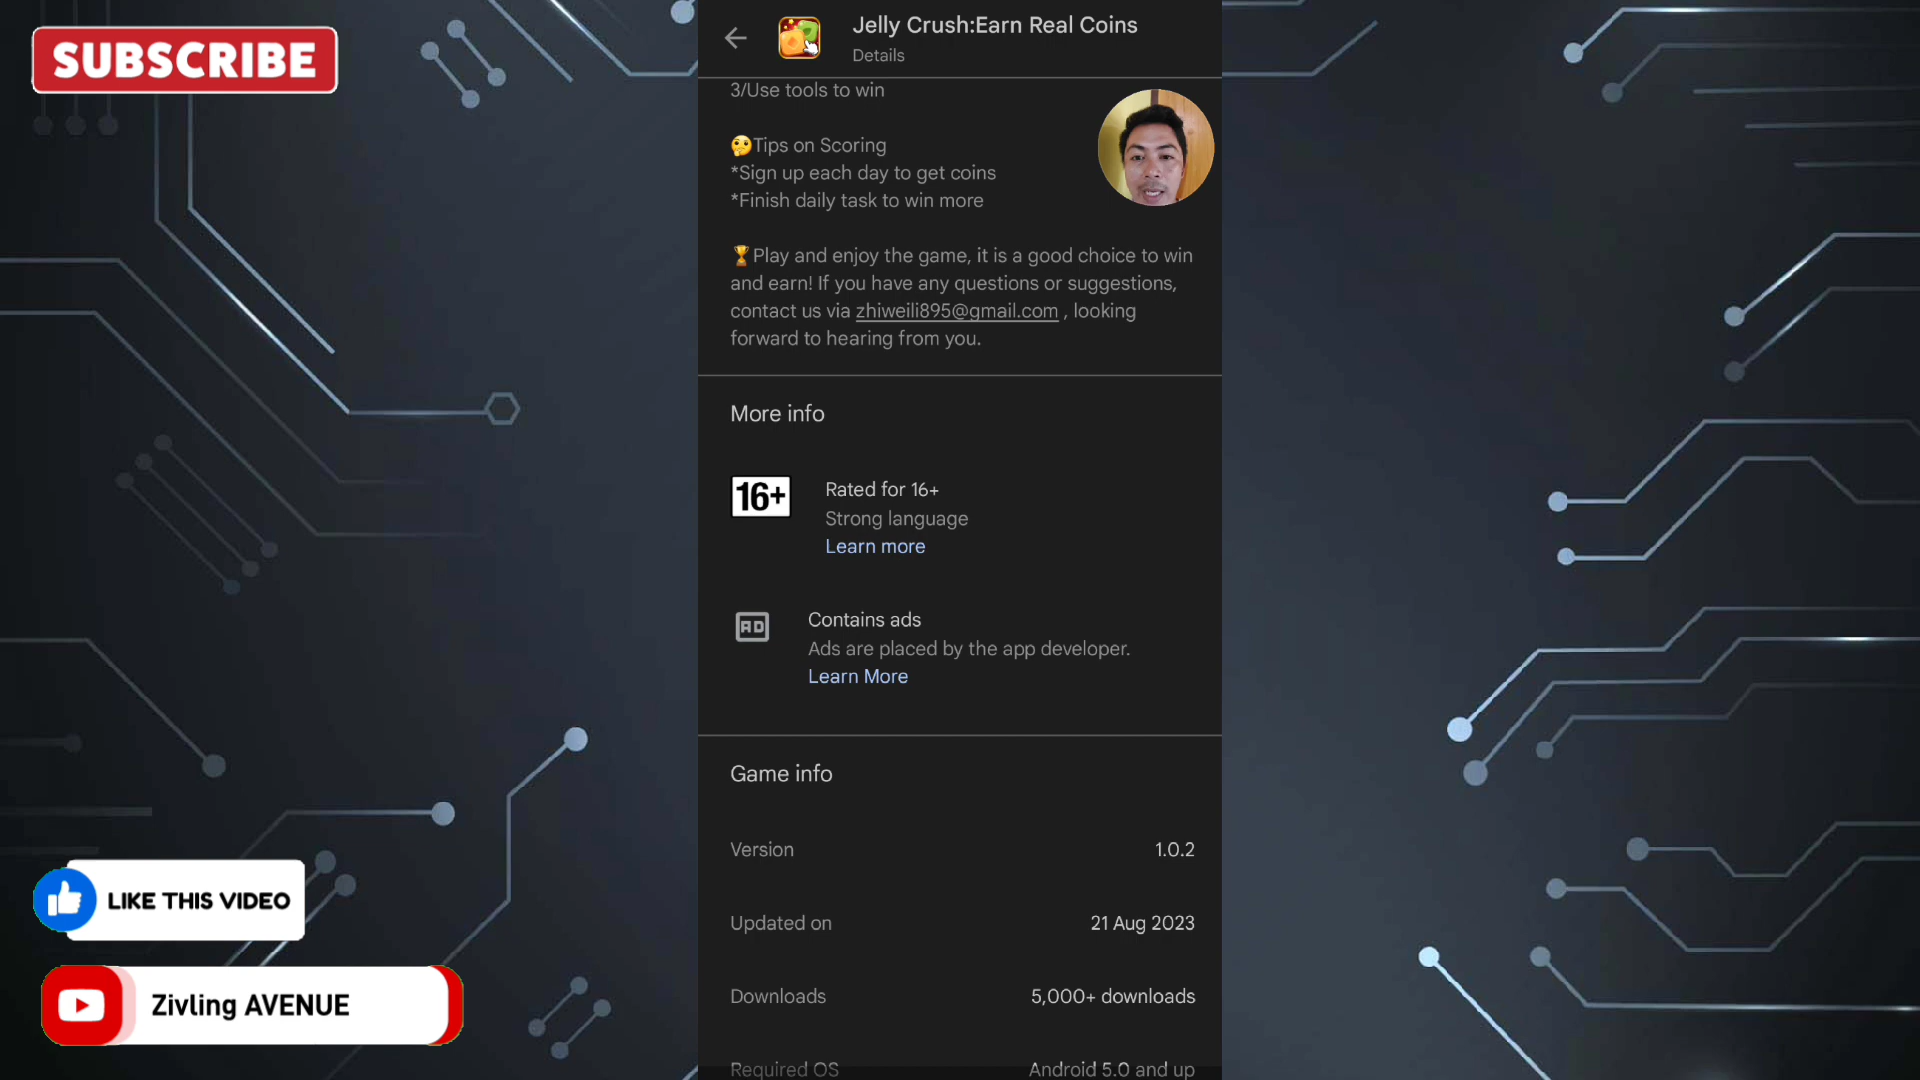 SUBSCRIBE
Jelly Crush:Earn Real Coins
Details
3/Use tools to win
🤔Tips on Scoring
*Sign up each day to get coins
*Finish daily task to win more
🏆Play and enjoy the game, it is a good choice to win
and earn! If you have any questions or suggestions,
contact us via zhiweili895@gmail.com , looking
forward to hearing from you.
More info
16+
Rated for 16+
Strong language
Learn more
AD
Contains ads
Ads are placed by the app developer.
Learn More
Game info
Version 1.0.2
Updated on 21 Aug 2023
Downloads 5,000+ downloads
Required OS Android 5.0 and up
LIKE THIS VIDEO
Zivling AVENUE